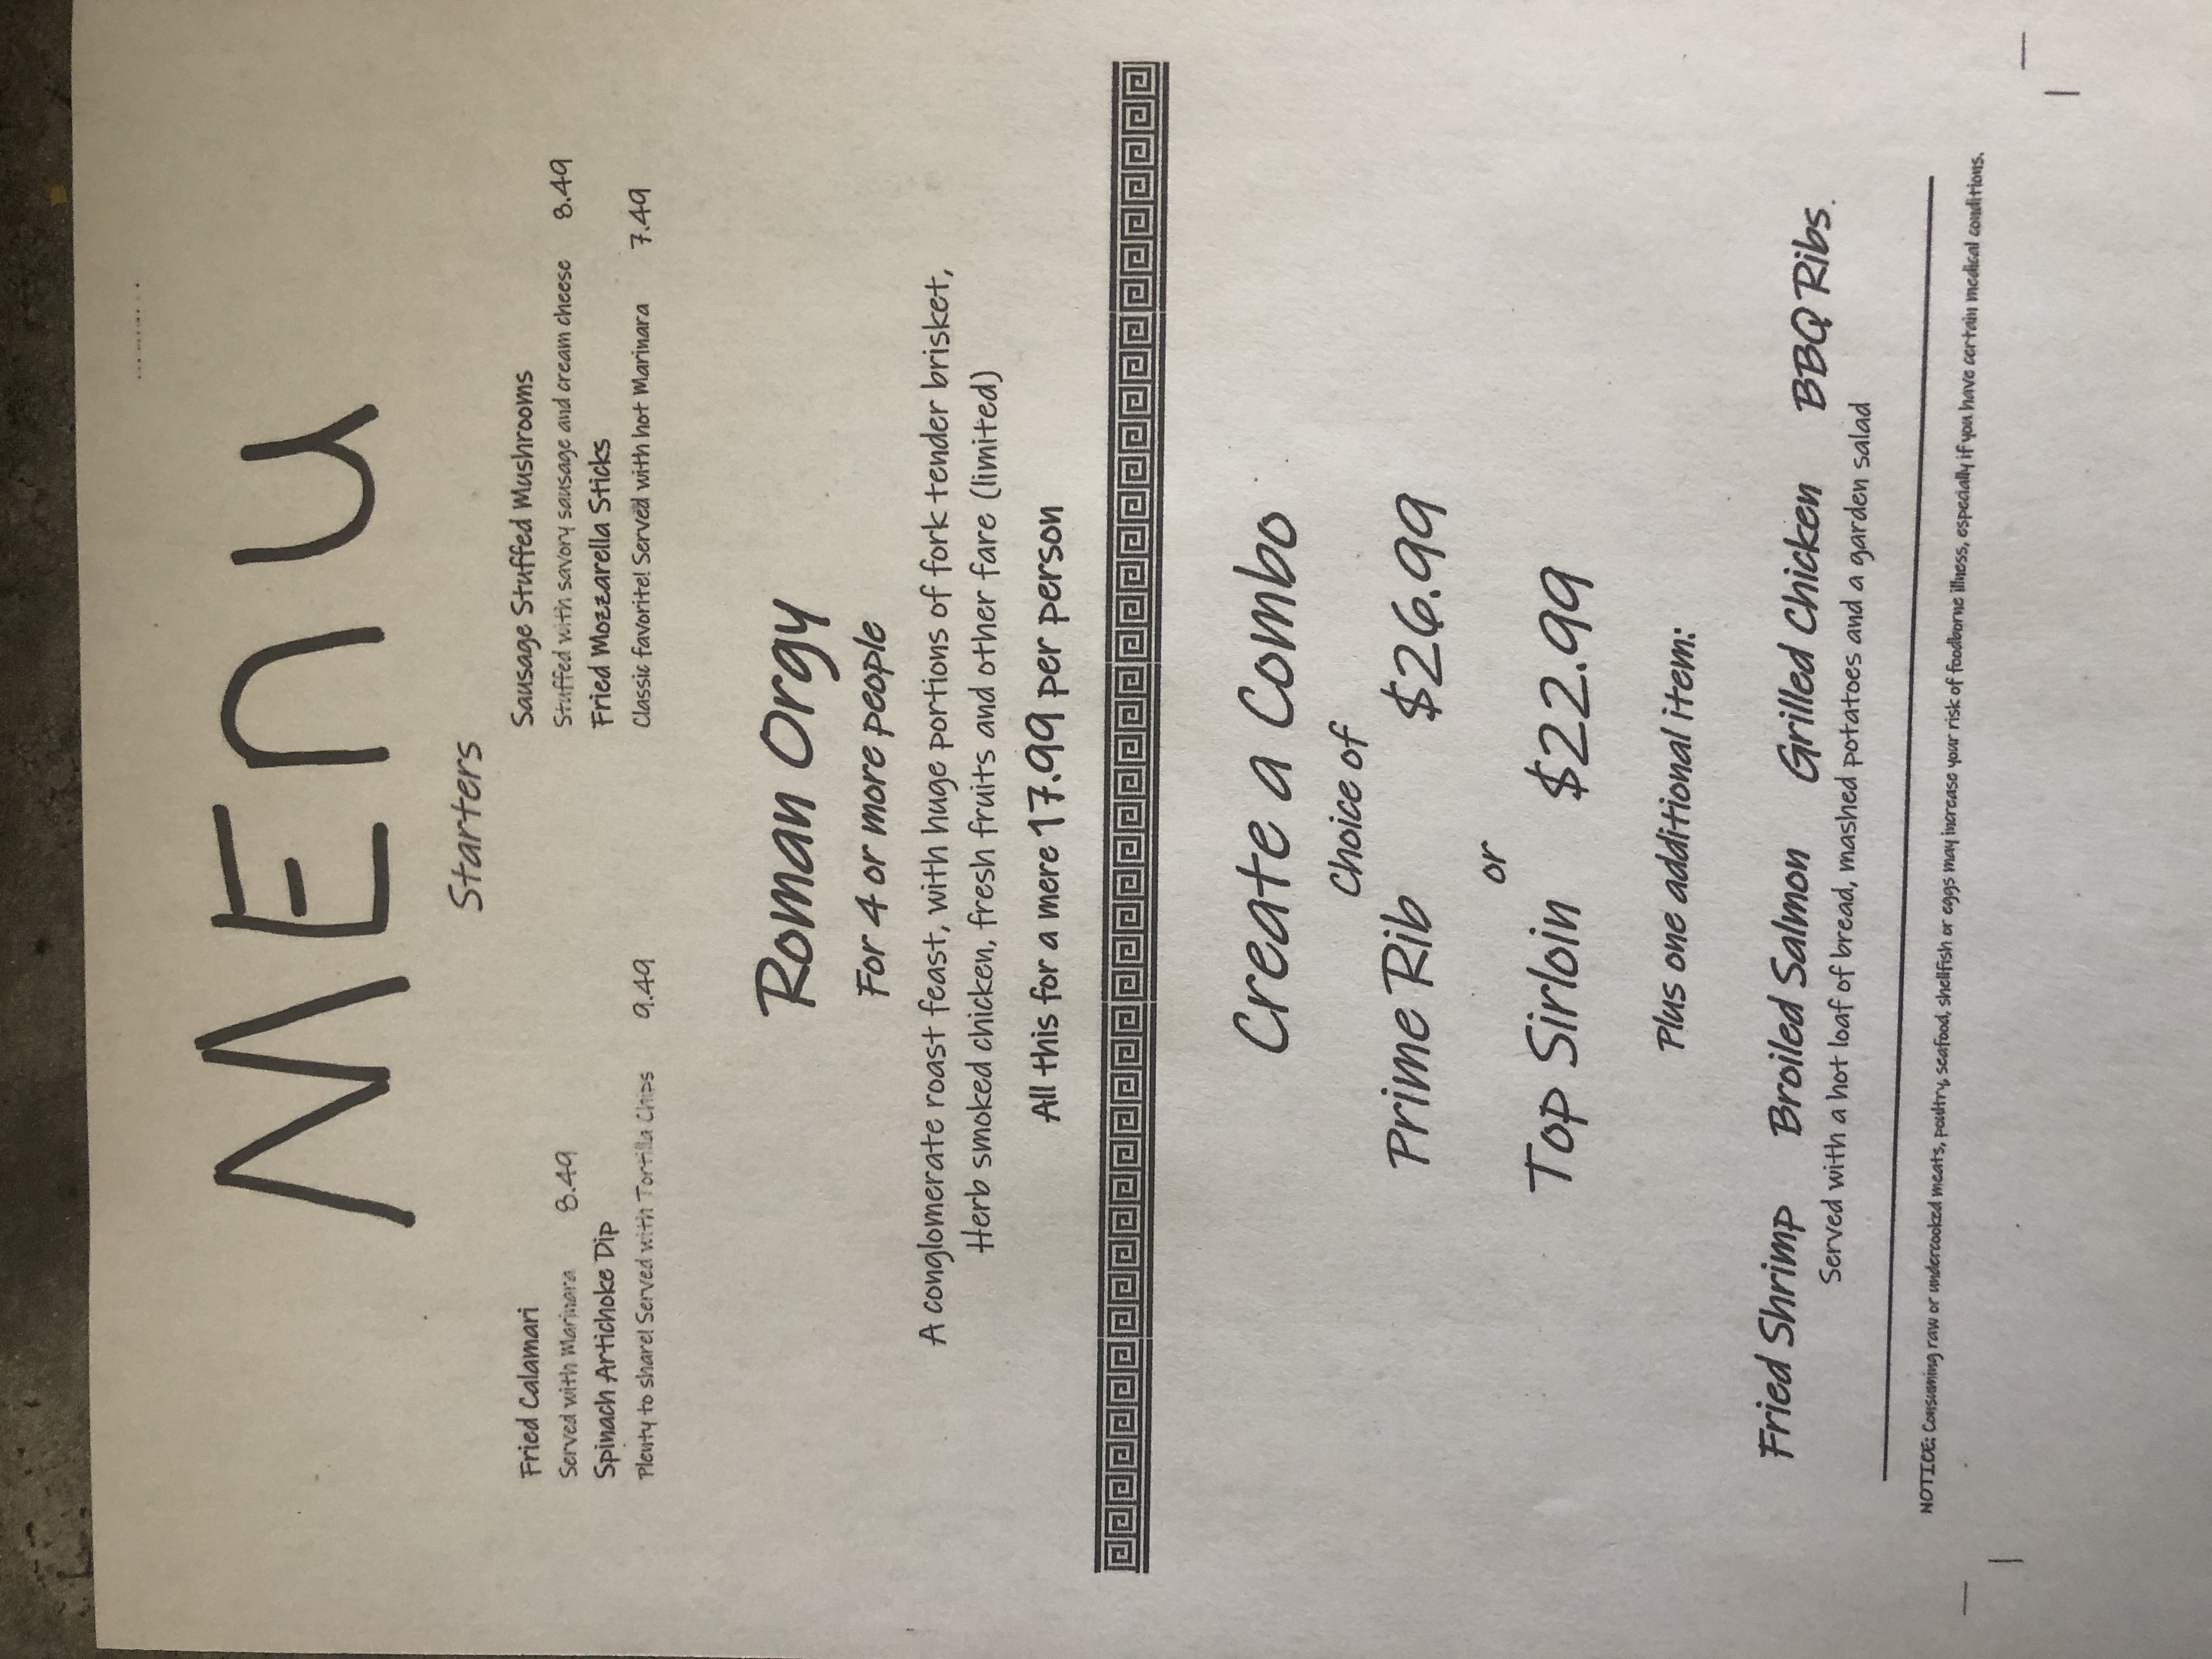 MEnu
Starters
Fried Calamari
Served with Marinara 8.49
Spinach Artichoke Dip
Plenty to share! Served with Tortilla Chips 9.49
Sausage Stuffed Mushrooms
Stuffed with savory sausage and cream cheese 8.49
Fried Mozzarella Sticks
Classic favorite! Served with hot Marinara 7.49
Roman Orgy
For 4 or more people
A conglomerate roast feast, with huge portions of fork tender brisket,
Herb smoked chicken, fresh fruits and other fare (limited)
All this for a mere 17.99 per person
Create a Combo
Choice of
Prime Rib $26.99
or
Top Sirloin $22.99
Plus one additional item:
Fried Shrimp Broiled Salmon Grilled Chicken BBQ Ribs.
Served with a hot loaf of bread, mashed potatoes and a garden salad
NOTICE: Consuming raw or undercooked meats, poultry, seafood, shellfish or eggs may increase your risk of foodborne illness, especially if you have certain medical conditions.